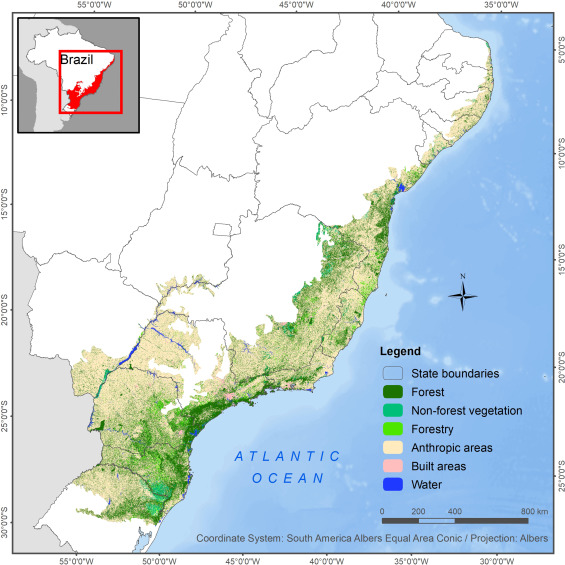 55°0'0"W 50°0'0"W 45°0'0"W 40°0'0"W 35°0'0"W
Brazil
5°0'0"S
10°0'0"S
10°0'0"S
15°0'0"S
15°0'0"S
N
20°0'0"S
20°0'0"S
Legend
State boundaries
Forest
Non-forest vegetation
Forestry
Anthropic areas
Built areas
Water
25°0'0"S
25°0'0"S
ATLANTIC
OCEAN
0 200 400 800 km
30°0'0"S
Coordinate System: South America Albers Equal Area Conic / Projection: Albers
55°0'0"W 50°0'0"W 45°0'0"W 40°0'0"W 35°0'0"W 30°0'0"W